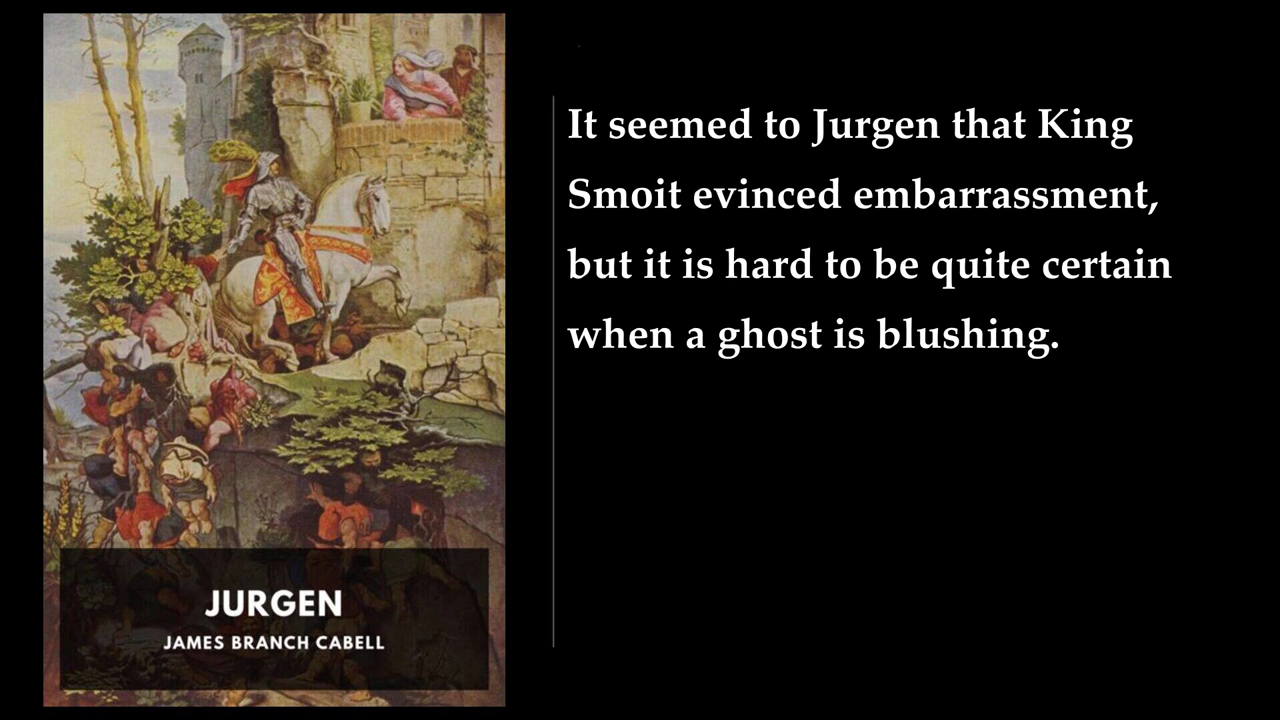 JURGEN
JAMES BRANCH CABELL
It seemed to Jurgen that King
Smoit evinced embarrassment,
but it is hard to be quite certain
when a ghost is blushing.